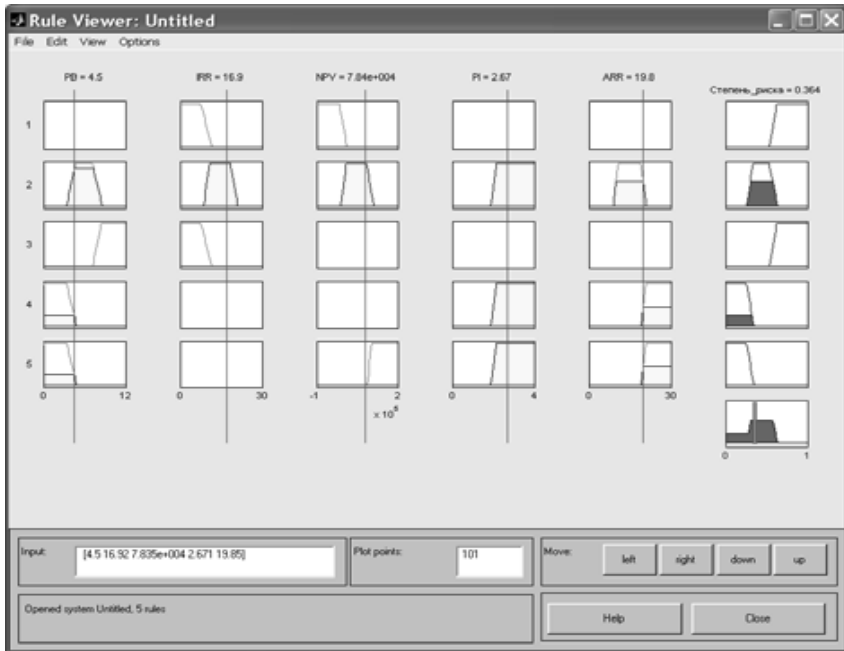 Rule Viewer: Untitled
File Edit View Options
PB = 4.5 IRR = 16.9 NPV = 7.84e+004 PI = 2.67 ARR = 19.8 Степень_риска = 0.364
1
2
3
4
5
0 12 0 30 -1 2 0 4 0 30
x 10⁵
0 1
Input: [4.5 16.92 7.835e+004 2.671 19.85] Plot points: 101 Move: left right down up
Opened system Untitled, 5 rules Help Close